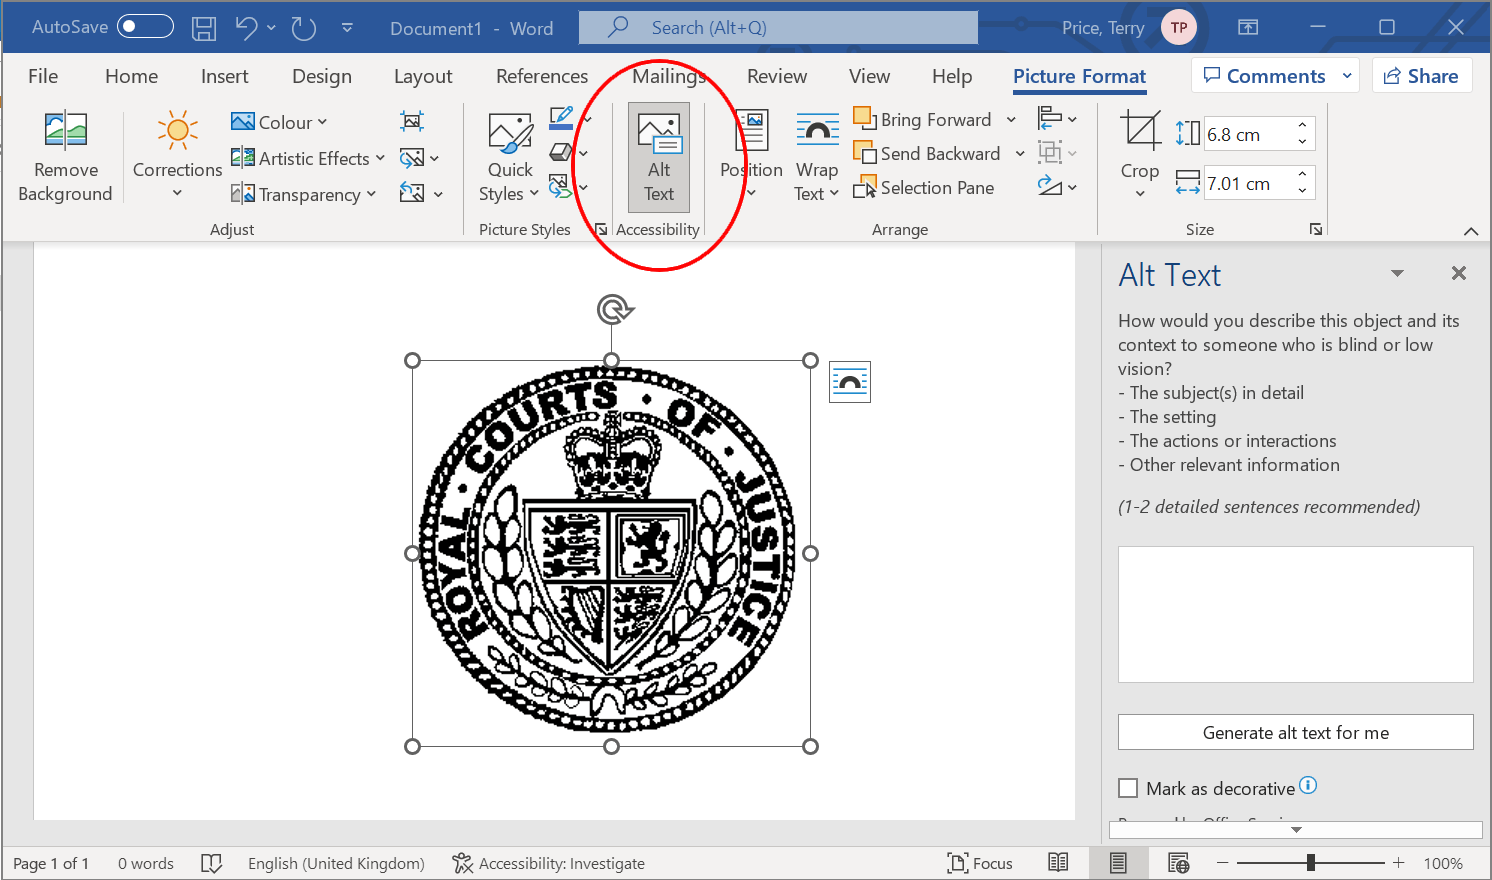 AutoSave
Document1 - Word
Search (Alt+Q)
Price, Terry
TP
File Home Insert Design Layout References Mailings Review View Help Picture Format Comments Share
Remove Background
Corrections
Colour
Artistic Effects
Transparency
Adjust
Quick Styles
Picture Styles
Alt Text
Accessibility
Position
Wrap Text
Bring Forward
Send Backward
Selection Pane
Arrange
Crop
6.8 cm
7.01 cm
Size
ROYAL · COURTS · OF · JUSTICE
Alt Text
How would you describe this object and its
context to someone who is blind or low
vision?
- The subject(s) in detail
- The setting
- The actions or interactions
- Other relevant information
(1-2 detailed sentences recommended)
Generate alt text for me
Mark as decorative
Page 1 of 1 0 words English (United Kingdom) Accessibility: Investigate Focus 100%